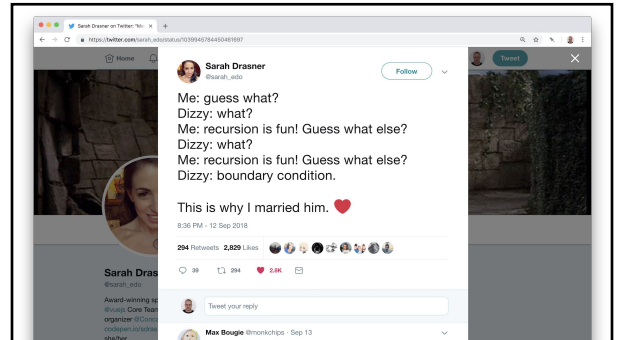 Sarah Drasner on Twitter: "Me
https://twitter.com/sarah_edo/status/1039945784450461697
Home
Tweet
Sarah Drasner
@sarah_edo
Follow
Me: guess what?
Dizzy: what?
Me: recursion is fun! Guess what else?
Dizzy: what?
Me: recursion is fun! Guess what else?
Dizzy: boundary condition.
This is why I married him. ❤️
8:36 PM - 12 Sep 2018
294 Retweets 2,829 Likes
39 294 2.8K
Tweet your reply
Max Bougie @monkchips · Sep 13
Sarah Dras
@sarah_edo
Award-winning sp
@vuejs Core Tean
organizer
she/her